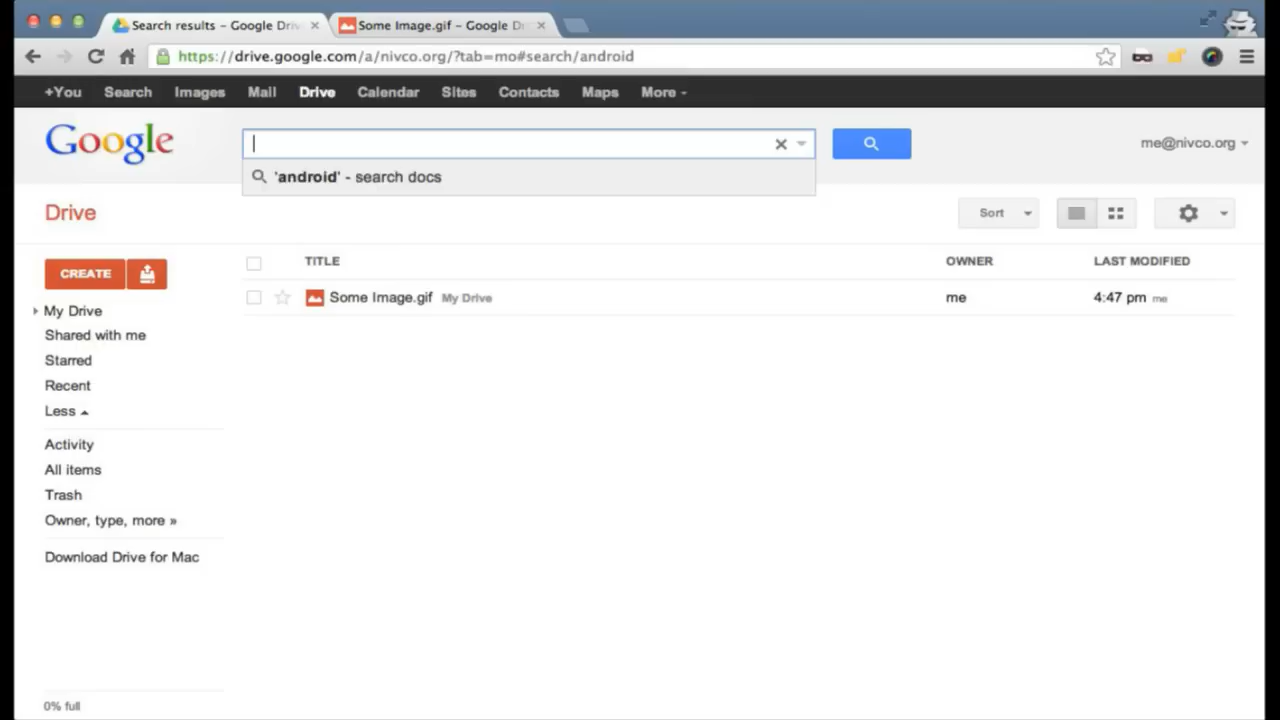 Search results – Google Driv
Some Image.gif – Google Dr
https://drive.google.com/a/nivco.org/?tab=mo#search/android
+You Search Images Mail Drive Calendar Sites Contacts Maps More
Google
me@nivco.org
'android' - search docs
Drive
Sort
CREATE
TITLE OWNER LAST MODIFIED
Some Image.gif My Drive me 4:47 pm me
My Drive
Shared with me
Starred
Recent
Less
Activity
All items
Trash
Owner, type, more »
Download Drive for Mac
0% full